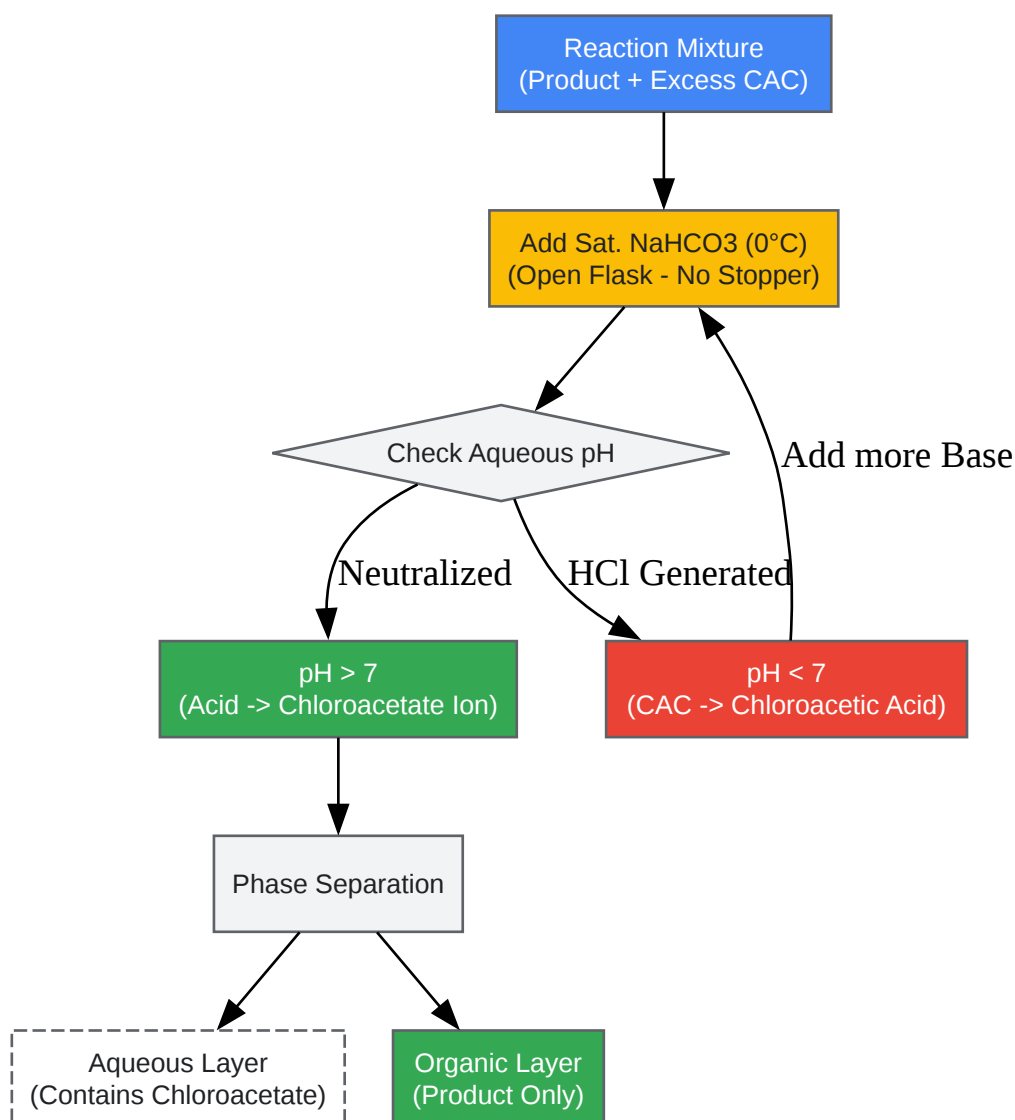 Reaction Mixture
(Product + Excess CAC)
Add Sat. NaHCO3 (0°C)
(Open Flask - No Stopper)
Check Aqueous pH
Add more Base
Neutralized
HCl Generated
pH > 7
(Acid -> Chloroacetate Ion)
pH < 7
(CAC -> Chloroacetic Acid)
Phase Separation
Aqueous Layer
(Contains Chloroacetate)
Organic Layer
(Product Only)